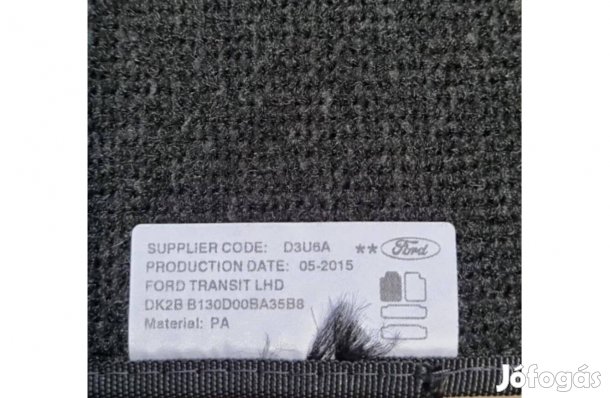 SUPPLIER CODE: D3U6A ** Ford
PRODUCTION DATE: 05-2015
FORD TRANSIT LHD
DK2B B130D00BA35B8
Material: PA
Jófogás